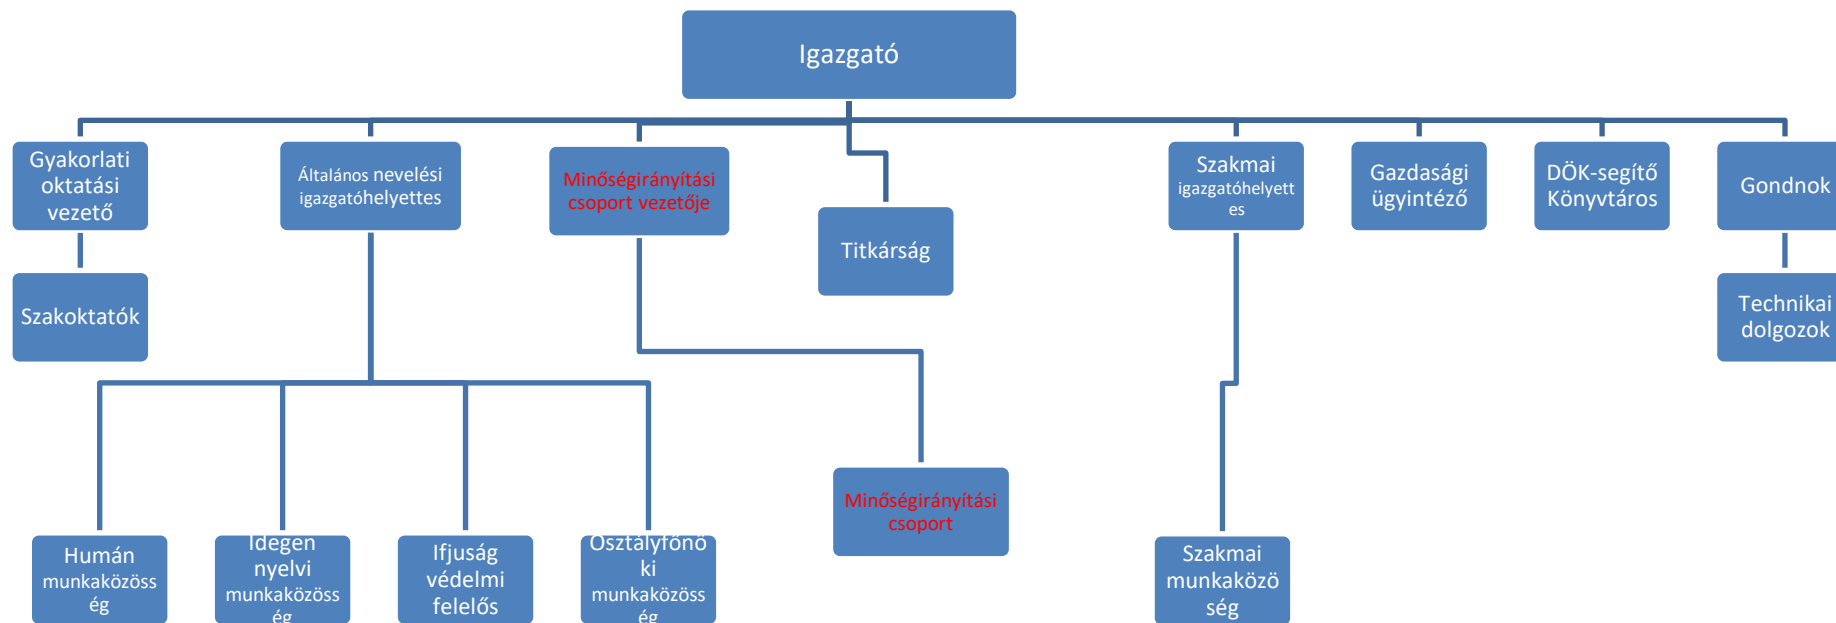 Igazgató
Gyakorlati
oktatási
vezető
Általános nevelési
igazgatóhelyettes
Minőségirányítási
csoport vezetője
Titkárság
Szakmai
igazgatóhelyett
es
Gazdasági
ügyintéző
DÖK-segítő
Könyvtáros
Gondnok
Szakoktatók
Technikai
dolgozok
Minőségirányítási
csoport
Humán
munkaközöss
ég
Idegen
nyelvi
munkaközöss
ég
Ifjuság
védelmi
felelős
Osztályfőnö
ki
munkaközöss
ég
Szakmai
munkaközö
ség